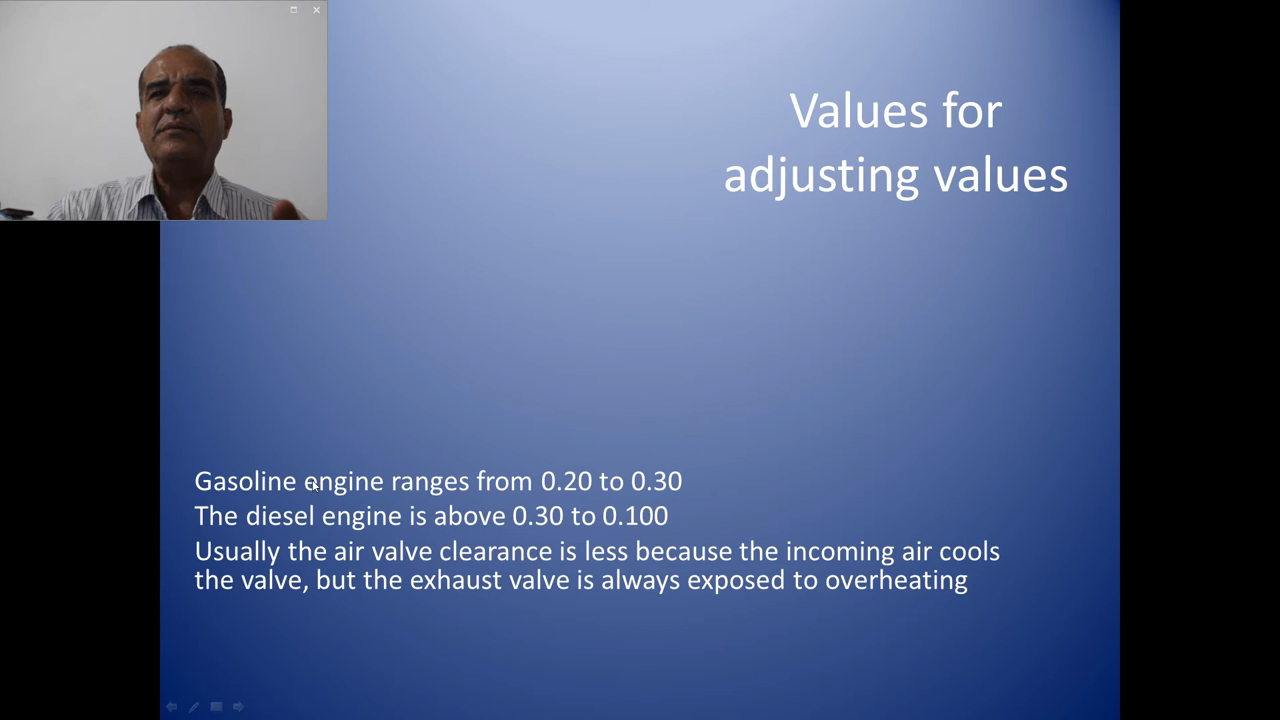 Values for
adjusting values
Gasoline engine ranges from 0.20 to 0.30
The diesel engine is above 0.30 to 0.100
Usually the air valve clearance is less because the incoming air cools
the valve, but the exhaust valve is always exposed to overheating